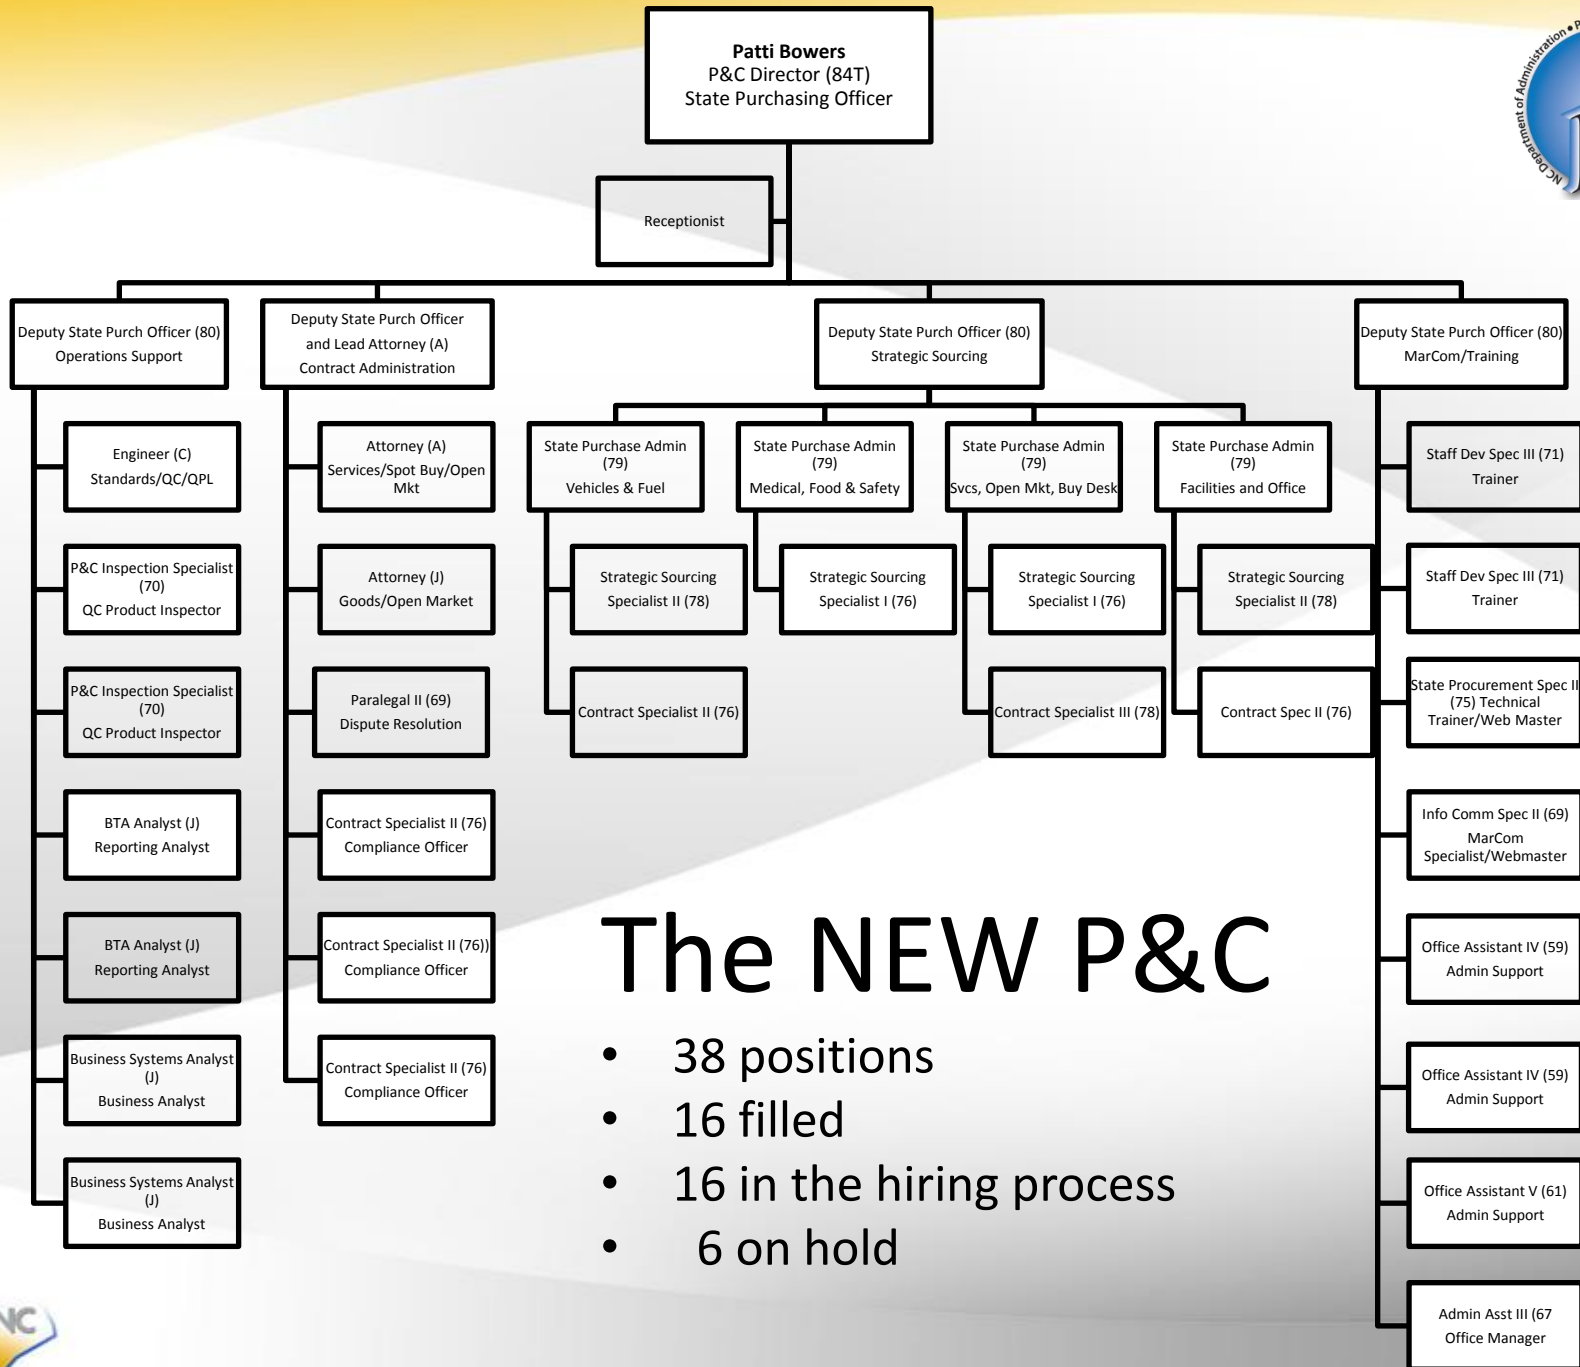 Patti Bowers
P&C Director (84T)
State Purchasing Officer
NC Department of Administration • P
Receptionist
Deputy State Purch Officer (80)
Operations Support
Deputy State Purch Officer
and Lead Attorney (A)
Contract Administration
Deputy State Purch Officer (80)
Strategic Sourcing
Deputy State Purch Officer (80)
MarCom/Training
Engineer (C)
Standards/QC/QPL
P&C Inspection Specialist
(70)
QC Product Inspector
P&C Inspection Specialist
(70)
QC Product Inspector
BTA Analyst (J)
Reporting Analyst
BTA Analyst (J)
Reporting Analyst
Business Systems Analyst
(J)
Business Analyst
Business Systems Analyst
(J)
Business Analyst
Attorney (A)
Services/Spot Buy/Open
Mkt
Attorney (J)
Goods/Open Market
Paralegal II (69)
Dispute Resolution
Contract Specialist II (76)
Compliance Officer
Contract Specialist II (76))
Compliance Officer
Contract Specialist II (76)
Compliance Officer
State Purchase Admin
(79)
Vehicles & Fuel
Strategic Sourcing
Specialist II (78)
Contract Specialist II (76)
State Purchase Admin
(79)
Medical, Food & Safety
Strategic Sourcing
Specialist I (76)
State Purchase Admin
(79)
Svcs, Open Mkt, Buy Desk
Strategic Sourcing
Specialist I (76)
Contract Specialist III (78)
State Purchase Admin
(79)
Facilities and Office
Strategic Sourcing
Specialist II (78)
Contract Spec II (76)
Staff Dev Spec III (71)
Trainer
Staff Dev Spec III (71)
Trainer
State Procurement Spec II
(75) Technical
Trainer/Web Master
Info Comm Spec II (69)
MarCom
Specialist/Webmaster
Office Assistant IV (59)
Admin Support
Office Assistant IV (59)
Admin Support
Office Assistant V (61)
Admin Support
Admin Asst III (67
Office Manager
The NEW P&C
• 38 positions
• 16 filled
• 16 in the hiring process
• 6 on hold
NC